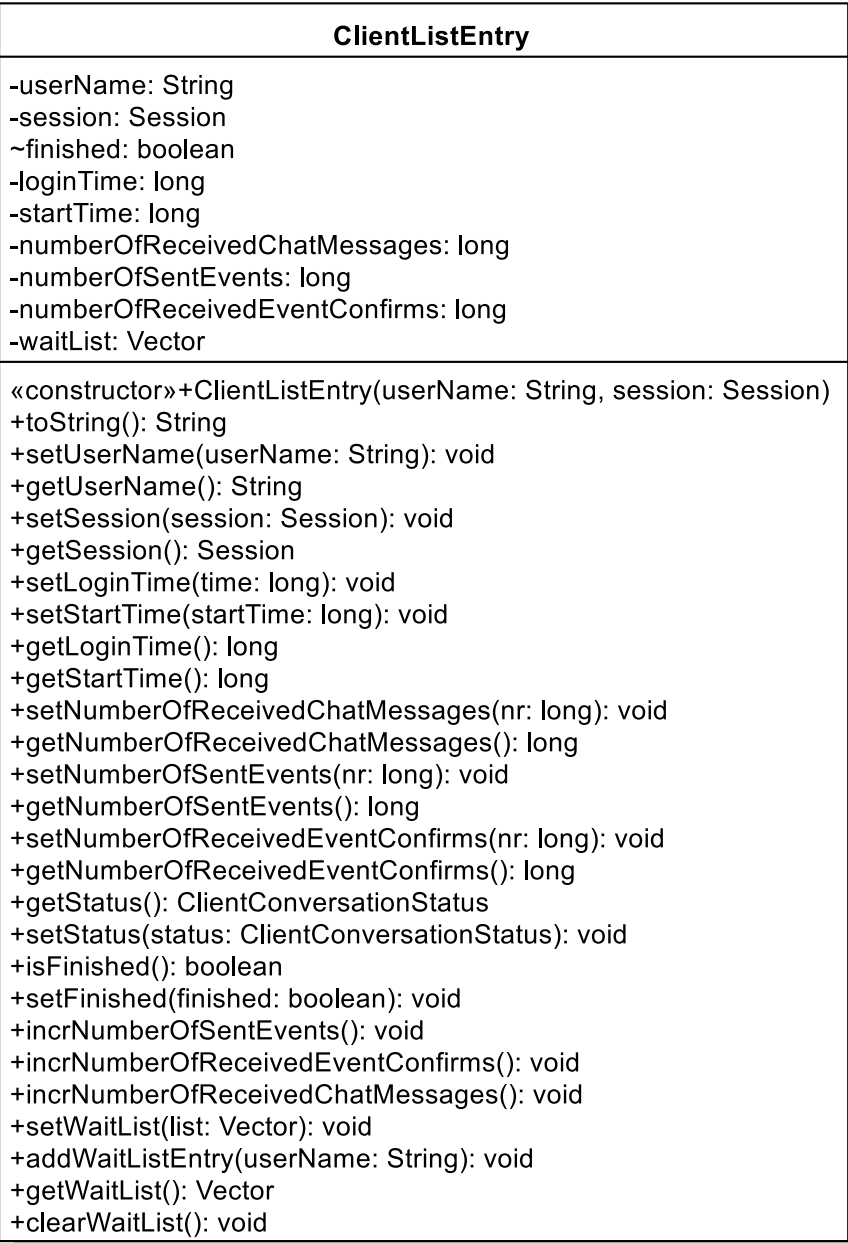 ClientListEntry
-userName: String
-session: Session
~finished: boolean
-loginTime: long
-startTime: long
-numberOfReceivedChatMessages: long
-numberOfSentEvents: long
-numberOfReceivedEventConfirms: long
-waitList: Vector
«constructor»+ClientListEntry(userName: String, session: Session)
+toString(): String
+setUserName(userName: String): void
+getUserName(): String
+setSession(session: Session): void
+getSession(): Session
+setLoginTime(time: long): void
+setStartTime(startTime: long): void
+getLoginTime(): long
+getStartTime(): long
+setNumberOfReceivedChatMessages(nr: long): void
+getNumberOfReceivedChatMessages(): long
+setNumberOfSentEvents(nr: long): void
+getNumberOfSentEvents(): long
+setNumberOfReceivedEventConfirms(nr: long): void
+getNumberOfReceivedEventConfirms(): long
+getStatus(): ClientConversationStatus
+setStatus(status: ClientConversationStatus): void
+isFinished(): boolean
+setFinished(finished: boolean): void
+incrNumberOfSentEvents(): void
+incrNumberOfReceivedEventConfirms(): void
+incrNumberOfReceivedChatMessages(): void
+setWaitList(list: Vector): void
+addWaitListEntry(userName: String): void
+getWaitList(): Vector
+clearWaitList(): void